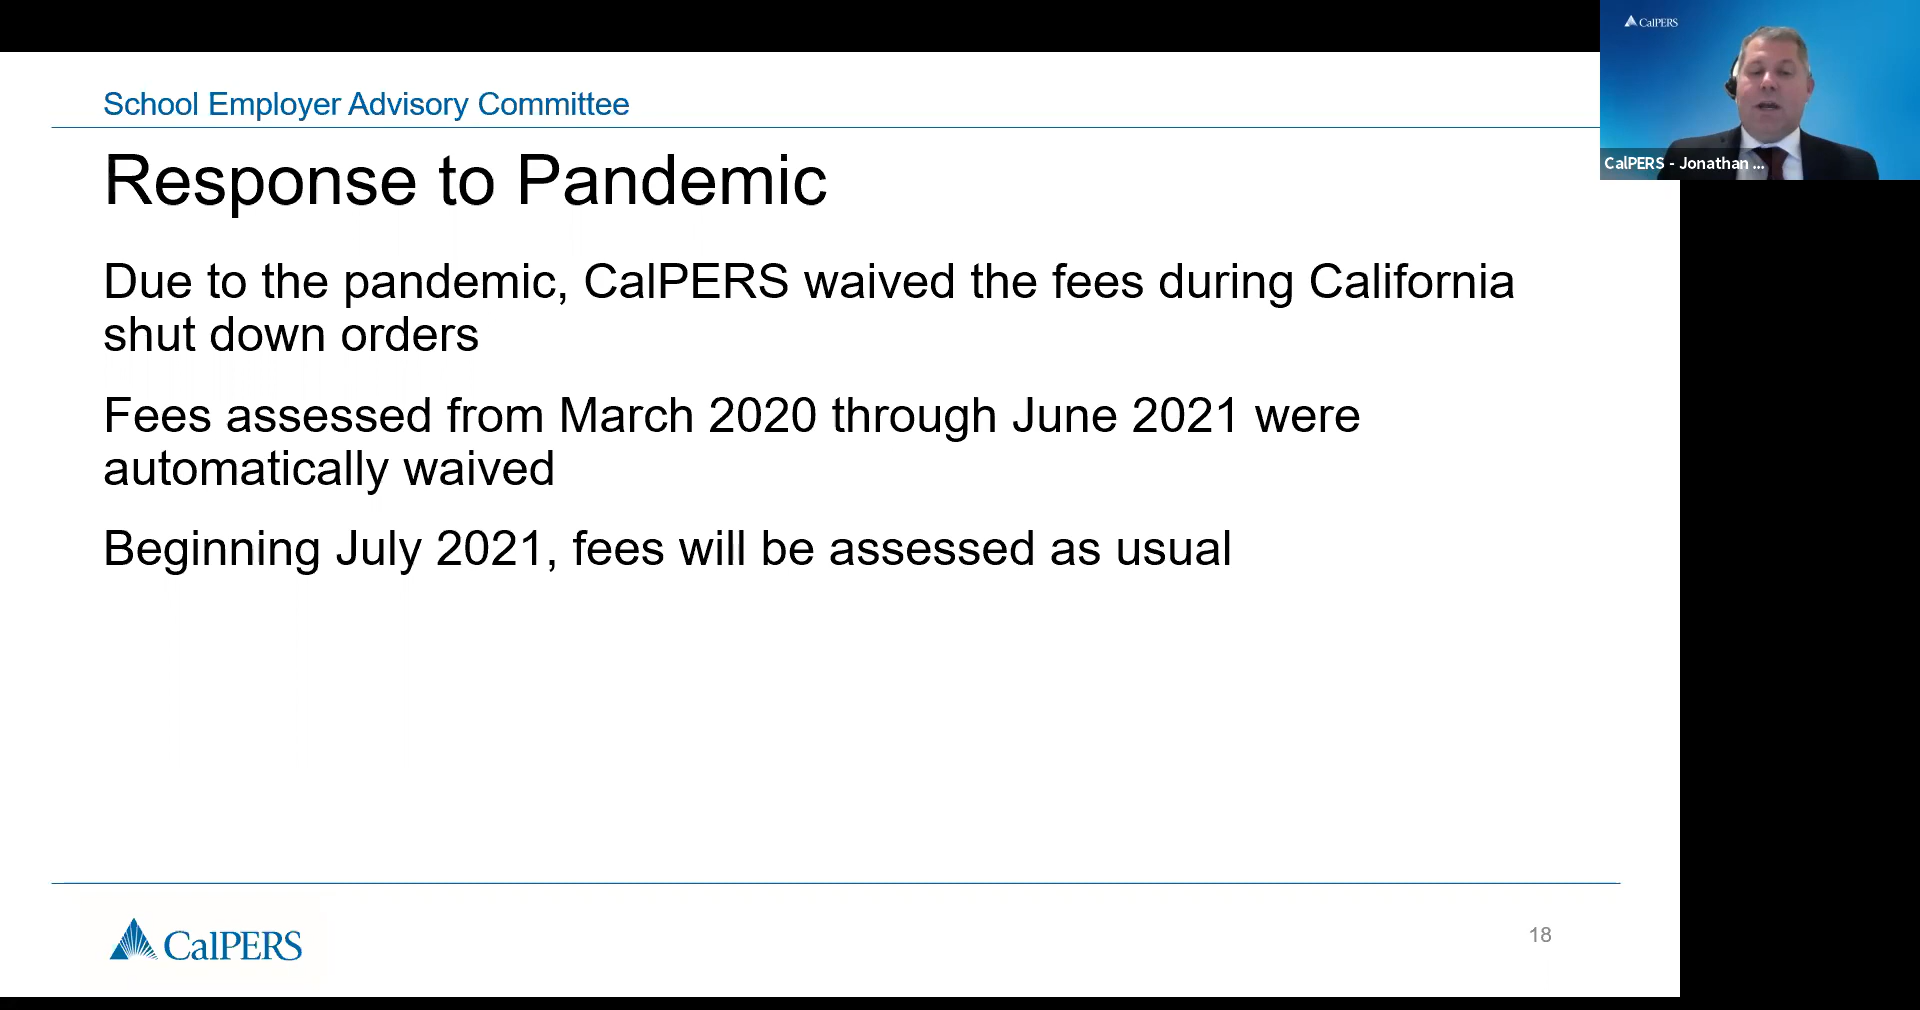 School Employer Advisory Committee
Response to Pandemic
Due to the pandemic, CalPERS waived the fees during California
shut down orders
Fees assessed from March 2020 through June 2021 were
automatically waived
Beginning July 2021, fees will be assessed as usual
CalPERS
18
CalPERS
CalPERS - Jonathan ...